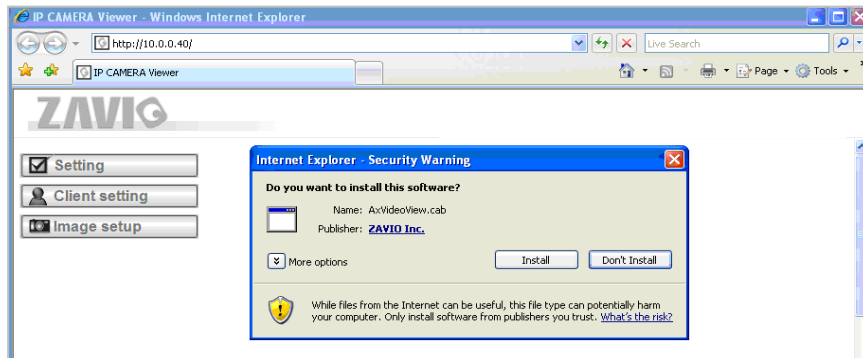 IP CAMERA Viewer - Windows Internet Explorer
http://10.0.0.40/
Live Search
IP CAMERA Viewer
Page
Tools
ZAVIO
Setting
Client setting
Image setup
Internet Explorer - Security Warning
Do you want to install this software?
Name: AxVideoView.cab
Publisher: ZAVIO Inc.
More options
Install
Don't Install
While files from the Internet can be useful, this file type can potentially harm
your computer. Only install software from publishers you trust. What's the risk?